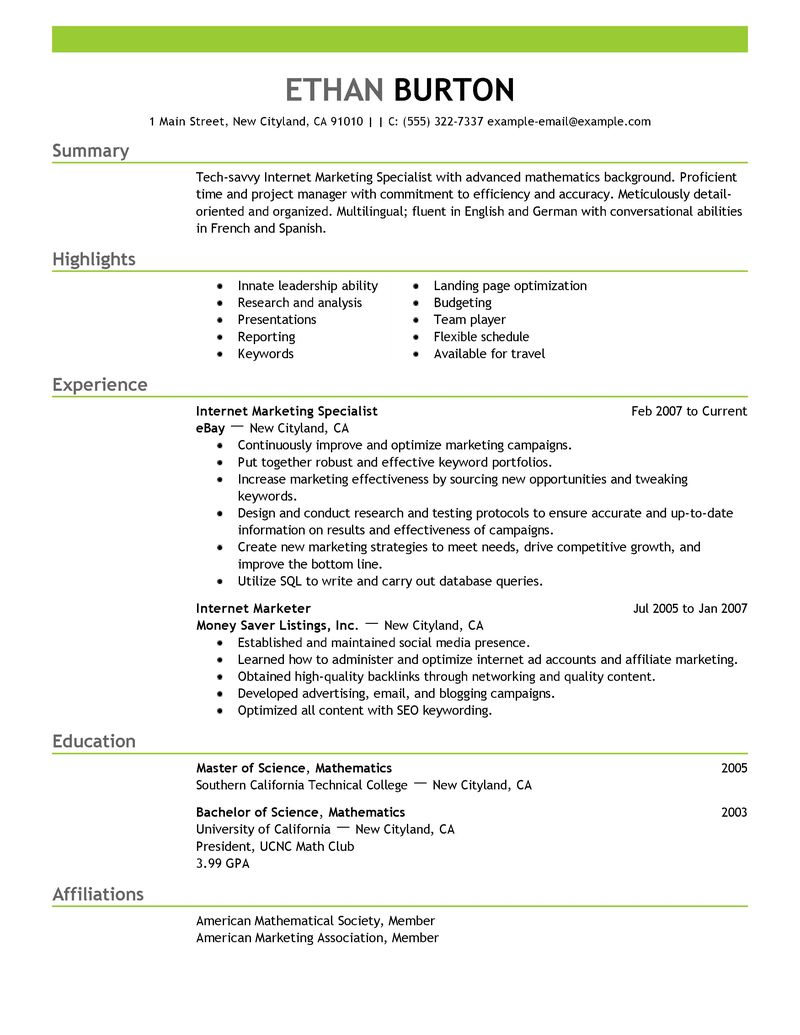 ETHAN BURTON
1 Main Street, New Cityland, CA 91010 | | C: (555) 322-7337 example-email@example.com
Summary
Tech-savvy Internet Marketing Specialist with advanced mathematics background. Proficient
time and project manager with commitment to efficiency and accuracy. Meticulously detail-
oriented and organized. Multilingual; fluent in English and German with conversational abilities
in French and Spanish.
Highlights
• Innate leadership ability
• Research and analysis
• Presentations
• Reporting
• Keywords
• Landing page optimization
• Budgeting
• Team player
• Flexible schedule
• Available for travel
Experience
Internet Marketing Specialist Feb 2007 to Current
eBay — New Cityland, CA
• Continuously improve and optimize marketing campaigns.
• Put together robust and effective keyword portfolios.
• Increase marketing effectiveness by sourcing new opportunities and tweaking
keywords.
• Design and conduct research and testing protocols to ensure accurate and up-to-date
information on results and effectiveness of campaigns.
• Create new marketing strategies to meet needs, drive competitive growth, and
improve the bottom line.
• Utilize SQL to write and carry out database queries.
Internet Marketer Jul 2005 to Jan 2007
Money Saver Listings, Inc. — New Cityland, CA
• Established and maintained social media presence.
• Learned how to administer and optimize internet ad accounts and affiliate marketing.
• Obtained high-quality backlinks through networking and quality content.
• Developed advertising, email, and blogging campaigns.
• Optimized all content with SEO keywording.
Education
Master of Science, Mathematics 2005
Southern California Technical College — New Cityland, CA
Bachelor of Science, Mathematics 2003
University of California — New Cityland, CA
President, UCNC Math Club
3.99 GPA
Affiliations
American Mathematical Society, Member
American Marketing Association, Member